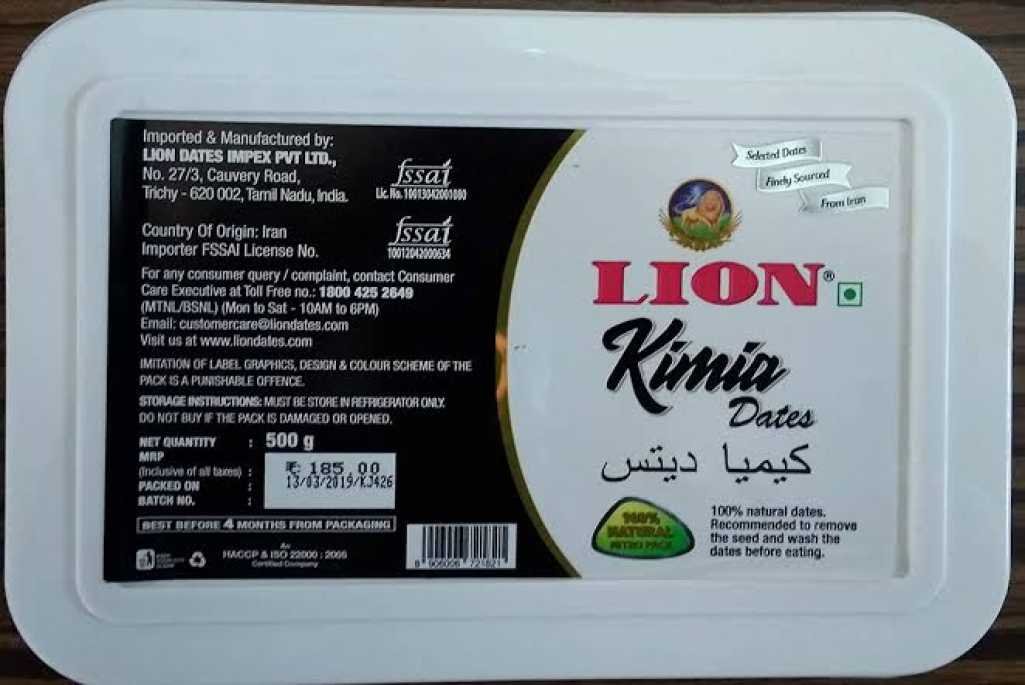 Imported & Manufactured by:
LION DATES IMPEX PVT LTD.,
No. 27/3, Cauvery Road,
Trichy - 620 002, Tamil Nadu, India.
fssai
Lic. No. 10013042001080
Country Of Origin: Iran
Importer FSSAI License No.
fssai
10012042000634
For any consumer query / complaint, contact Consumer
Care Executive at Toll Free no.: 1800 425 2649
(MTNL/BSNL) (Mon to Sat - 10AM to 6PM)
Email: customercare@liondates.com
Visit us at www.liondates.com
IMITATION OF LABEL GRAPHICS, DESIGN & COLOUR SCHEME OF THE
PACK IS A PUNISHABLE OFFENCE.
STORAGE INSTRUCTIONS: MUST BE STORE IN REFRIGERATOR ONLY.
DO NOT BUY IF THE PACK IS DAMAGED OR OPENED.
NET QUANTITY : 500 g
MRP
(Inclusive of all taxes) : ₹ 185.00
PACKED ON : 13/03/2019/KJ426
BATCH NO. :
BEST BEFORE 4 MONTHS FROM PACKAGING
An
HACCP & ISO 22000 : 2005
Certified Company
Selected Dates
Finely Sourced
From Iran
LION®
Kimia
Dates
كيميا ديتس
100%
NATURAL
NITRO PACK
100% natural dates.
Recommended to remove
the seed and wash the
dates before eating.